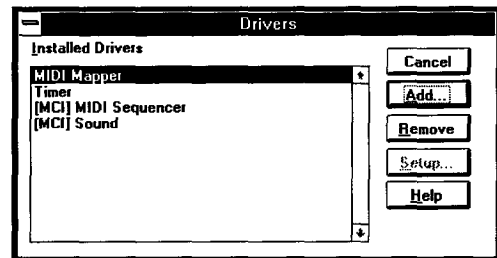 Drivers
Installed Drivers
MIDI Mapper
Timer
[MCI] MIDI Sequencer
[MCI] Sound
Cancel
Add...
Remove
Setup...
Help